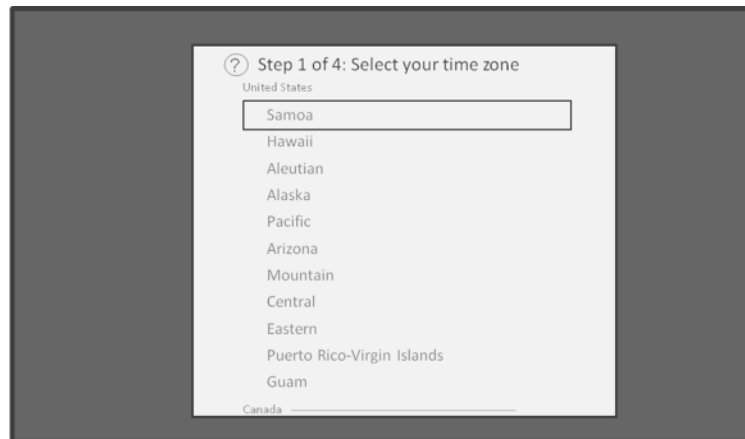 ? Step 1 of 4: Select your time zone
United States
Samoa
Hawaii
Aleutian
Alaska
Pacific
Arizona
Mountain
Central
Eastern
Puerto Rico-Virgin Islands
Guam
Canada